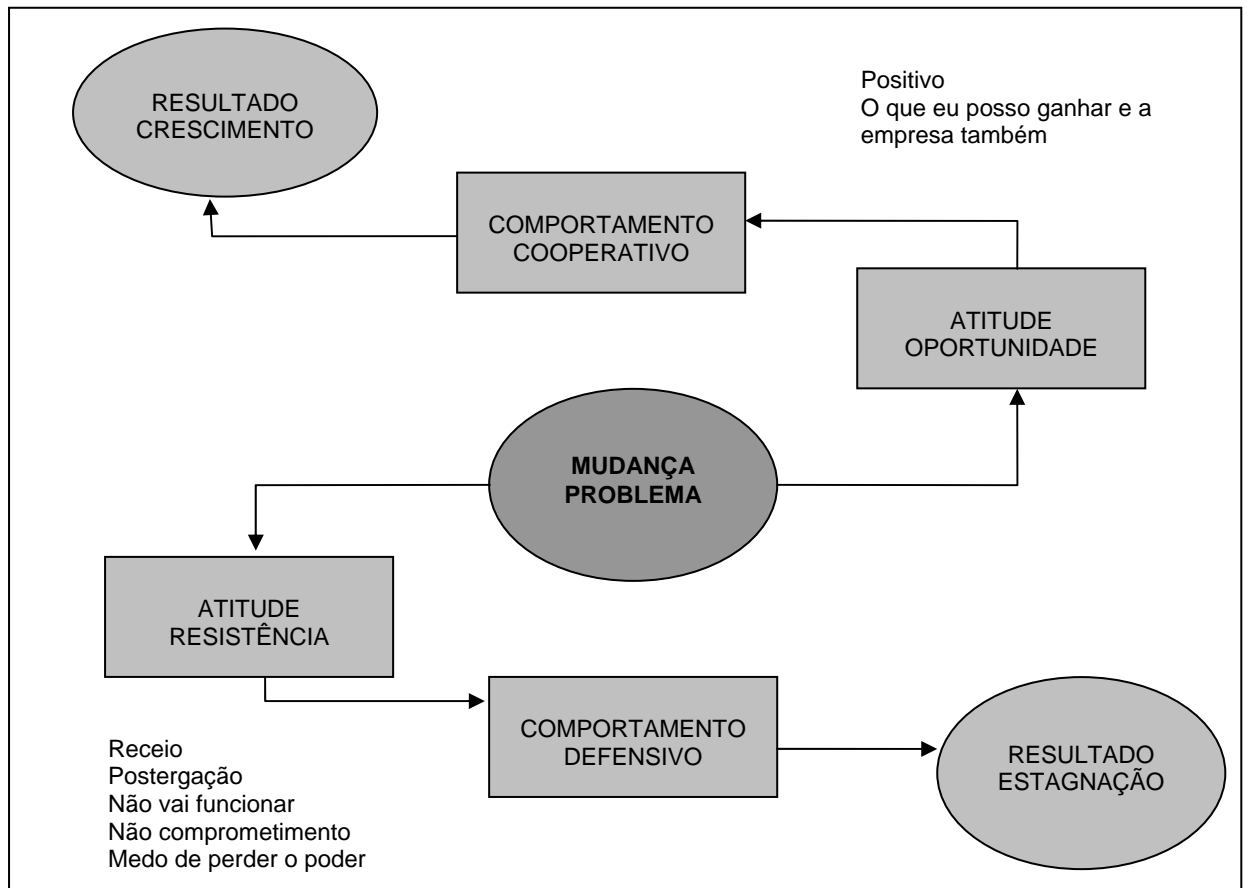 RESULTADO
CRESCIMENTO
Positivo
O que eu posso ganhar e a
empresa também
COMPORTAMENTO
COOPERATIVO
ATITUDE
OPORTUNIDADE
MUDANÇA
PROBLEMA
ATITUDE
RESISTÊNCIA
COMPORTAMENTO
DEFENSIVO
RESULTADO
ESTAGNAÇÃO
Receio
Postergação
Não vai funcionar
Não comprometimento
Medo de perder o poder